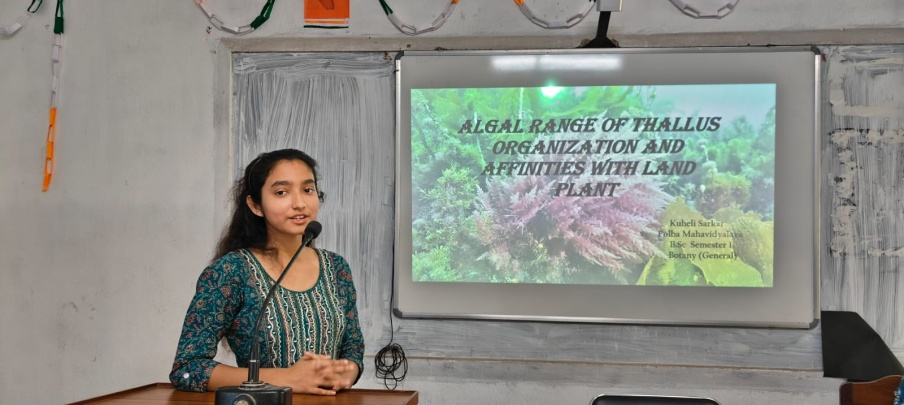 ALGAL RANGE OF THALLUS
ORGANIZATION AND
AFFINITIES WITH LAND
PLANT
Kuheli Sarkar
Polba Mahavidyalaya
B.Sc Semester I
Botany (General)